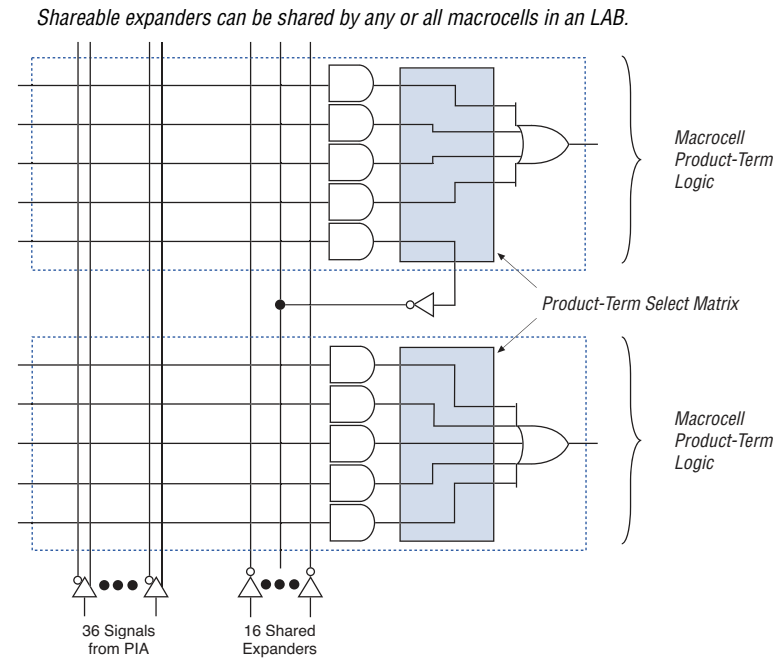 Shareable expanders can be shared by any or all macrocells in an LAB.
Macrocell
Product-Term
Logic
Product-Term Select Matrix
Macrocell
Product-Term
Logic
36 Signals
from PIA
16 Shared
Expanders